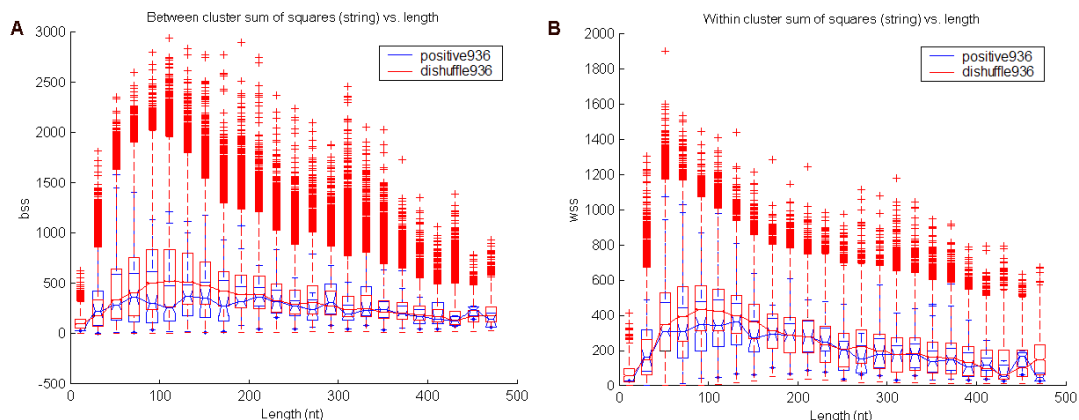 A
Between cluster sum of squares (string) vs. length
3000
2500
2000
1500
1000
500
0
-500
bss
positive936
dishuffle936
0
100
200
300
400
500
Length (nt)
B
Within cluster sum of squares (string) vs. length
2000
1800
1600
1400
1200
1000
800
600
400
200
0
wss
positive936
dishuffle936
0
100
200
300
400
500
Length (nt)